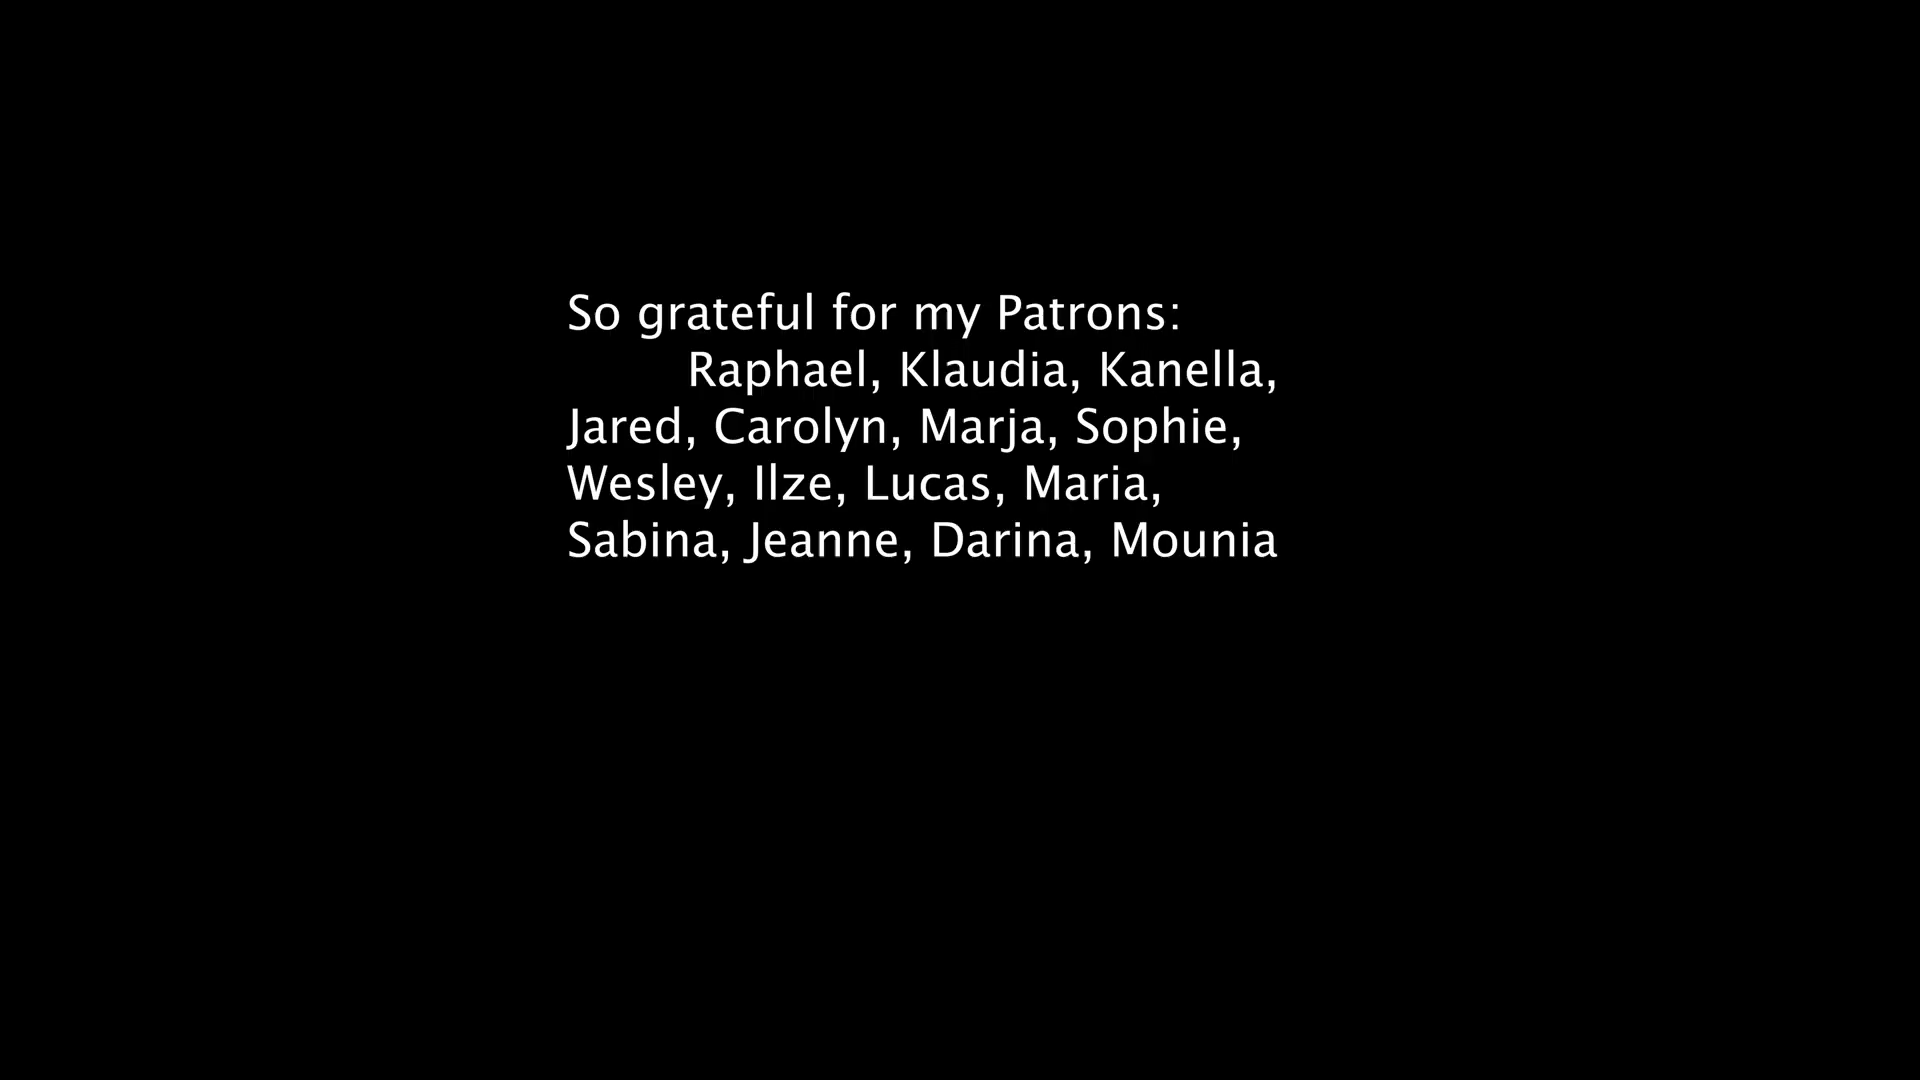 So grateful for my Patrons:
Raphael, Klaudia, Kanella,
Jared, Carolyn, Marja, Sophie,
Wesley, Ilze, Lucas, Maria,
Sabina, Jeanne, Darina, Mounia